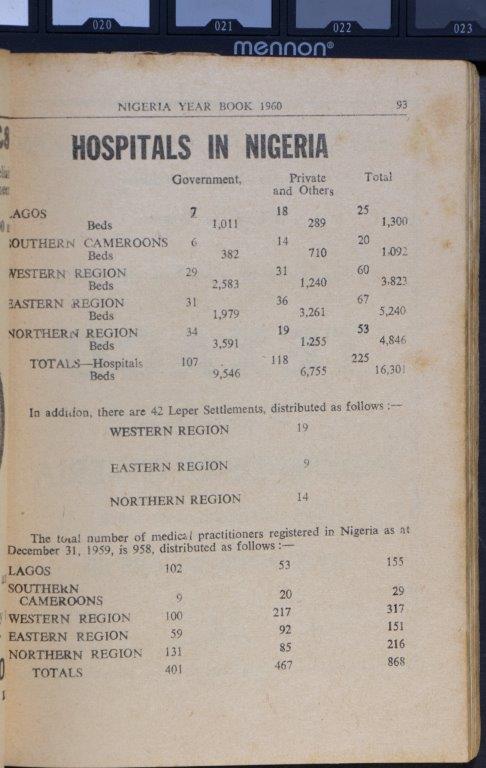 020 021 022 023
mennon®
NIGERIA YEAR BOOK 1960 93
HOSPITALS IN NIGERIA
Government, Private and Others Total
LAGOS 7 18 25
Beds 1,011 289 1,300
SOUTHERN CAMEROONS 6 14 20
Beds 382 710 1.092
WESTERN REGION 29 31 60
Beds 2,583 1,240 3,823
EASTERN REGION 31 36 67
Beds 1,979 3,261 5,240
NORTHERN REGION 34 19 53
Beds 3,591 1,255 4,846
TOTALS—Hospitals 107 118 225
Beds 9,546 6,755 16,301
In addition, there are 42 Leper Settlements, distributed as follows :—
WESTERN REGION 19
EASTERN REGION 9
NORTHERN REGION 14
The total number of medical practitioners registered in Nigeria as at
December 31, 1959, is 958, distributed as follows :—
LAGOS 102 53 155
SOUTHERN
CAMEROONS 9 20 29
WESTERN REGION 100 217 317
EASTERN REGION 59 92 151
NORTHERN REGION 131 85 216
TOTALS 401 467 868